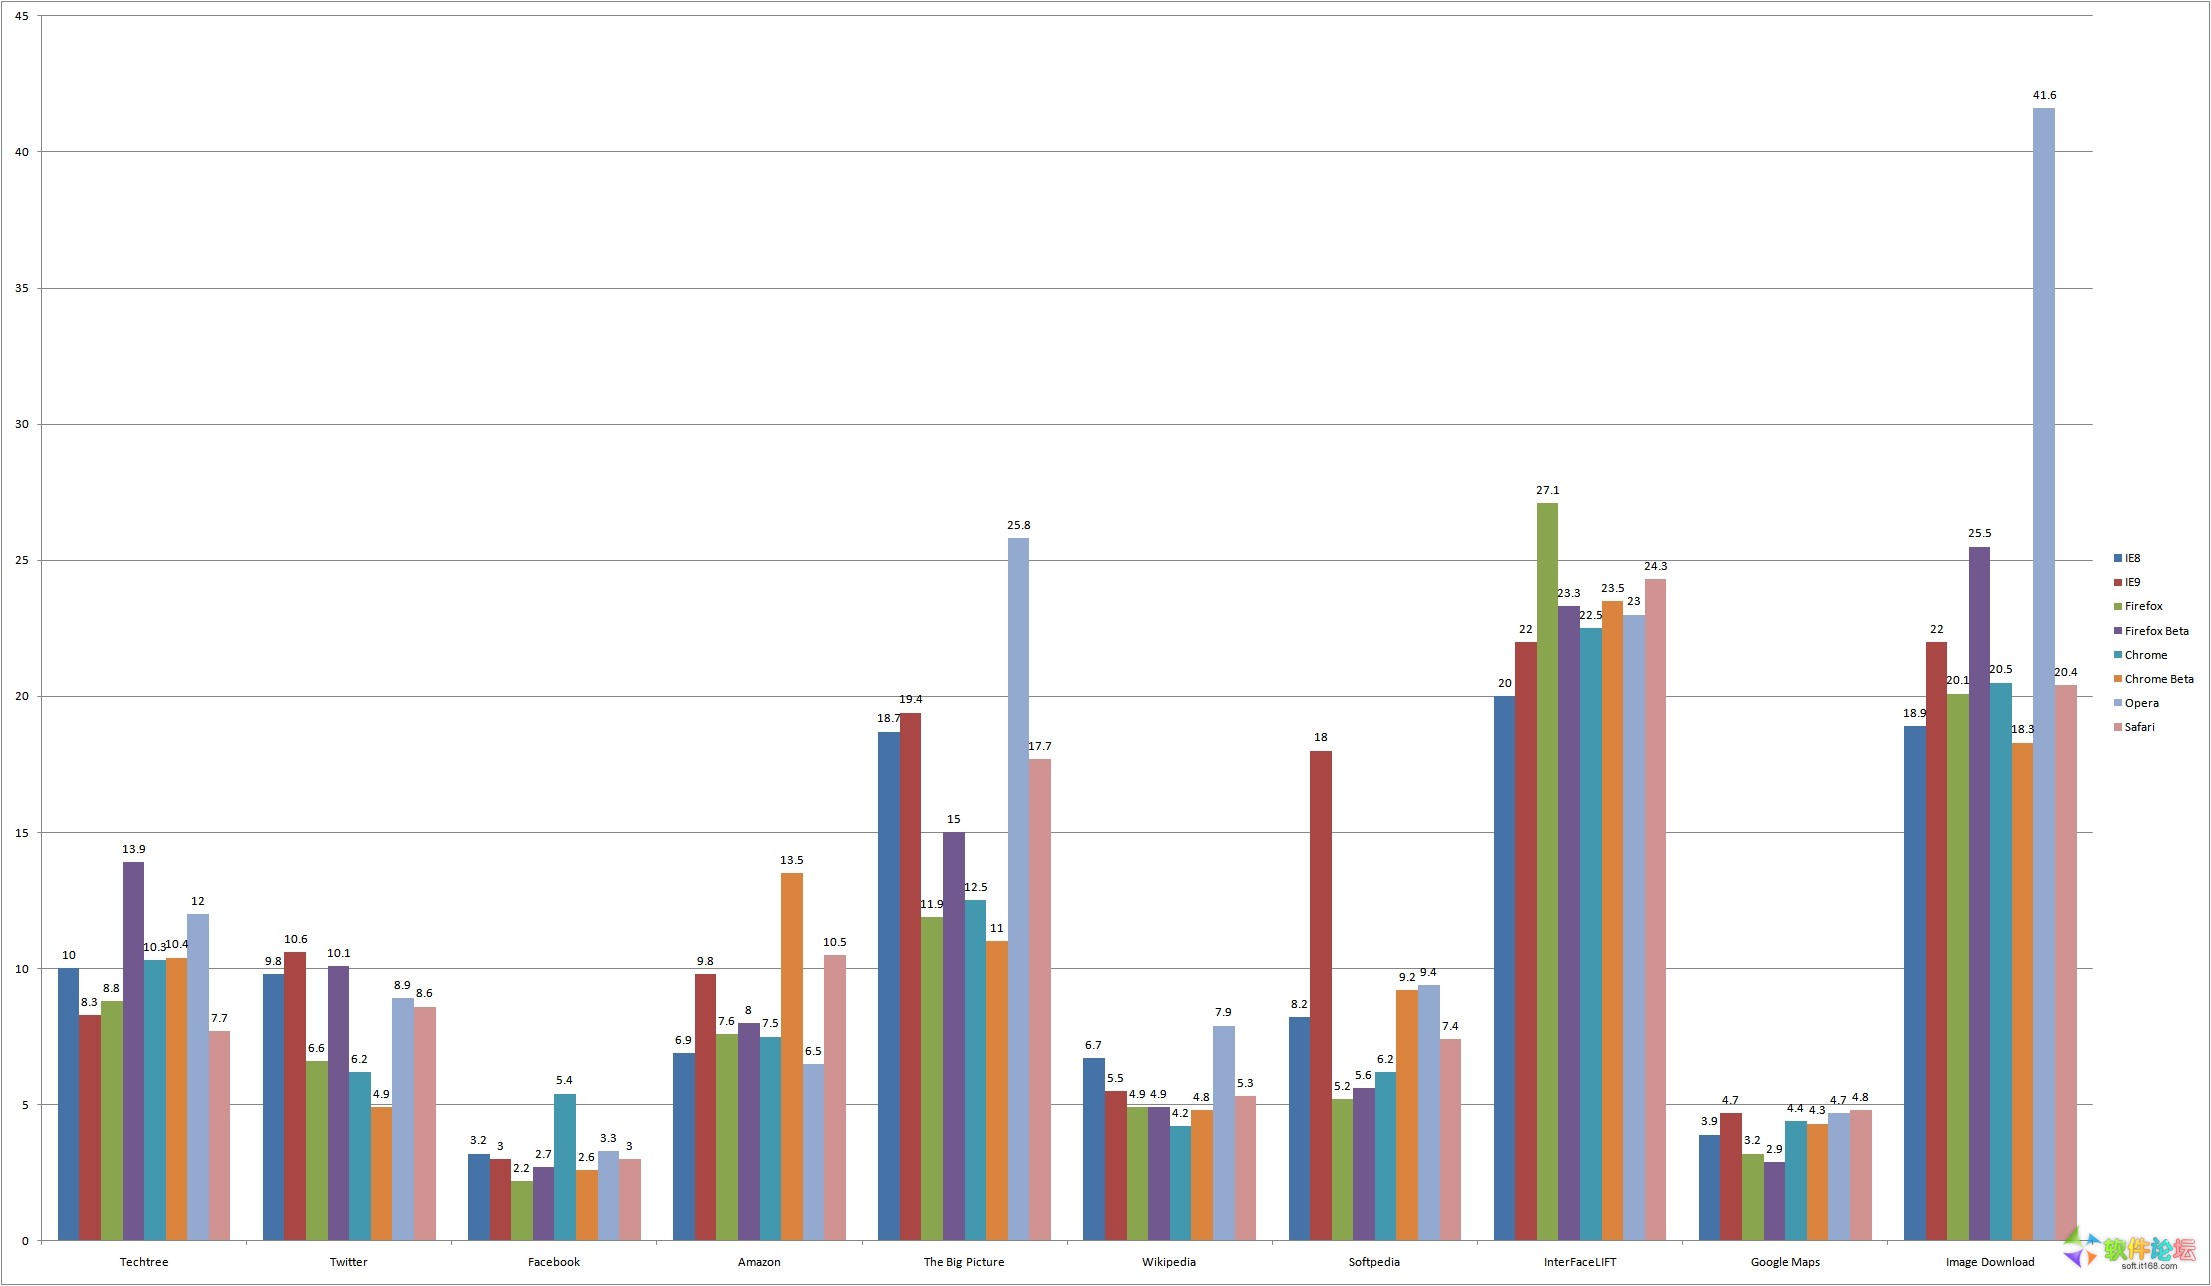 45
40
35
30
25
20
15
10
5
0
10 8.3 8.8 13.9 10.3 10.4 12 7.7
9.8 10.6 6.6 10.1 6.2 4.9 8.9 8.6
3.2 3 2.2 2.7 5.4 2.6 3.3 3
6.9 9.8 7.6 8 7.5 13.5 6.5 10.5
18.7 19.4 11.9 15 12.5 11 25.8 17.7
6.7 5.5 4.9 4.9 4.2 4.8 7.9 5.3
8.2 18 5.2 5.6 6.2 9.2 9.4 7.4
20 22 27.1 23.3 22.5 23.5 23 24.3
3.9 4.7 3.2 2.9 4.4 4.3 4.7 4.8
18.9 22 20.1 25.5 20.5 18.3 41.6 20.4
Techtree Twitter Facebook Amazon The Big Picture Wikipedia Softpedia InterFaceLIFT Google Maps Image Download
IE8
IE9
Firefox
Firefox Beta
Chrome
Chrome Beta
Opera
Safari
软件论坛
soft.it168.com